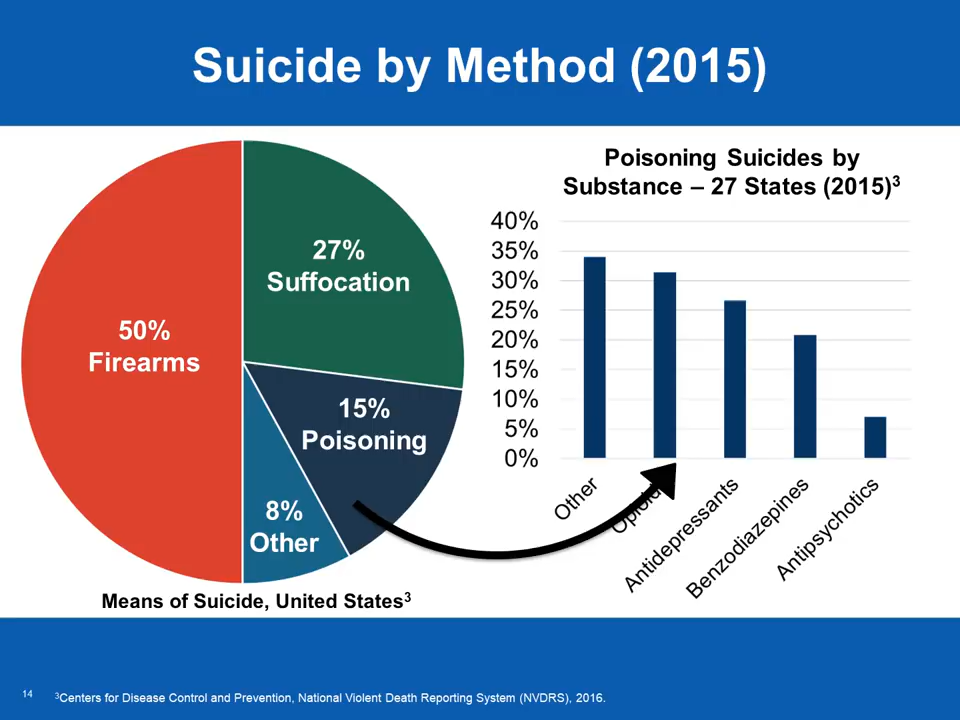 Suicide by Method (2015)
27%
Suffocation
50%
Firearms
15%
Poisoning
8%
Other
Means of Suicide, United States³
Poisoning Suicides by
Substance – 27 States (2015)³
40%
35%
30%
25%
20%
15%
10%
5%
0%
Other
Antidepressants
Benzodiazepines
Antipsychotics
14
³Centers for Disease Control and Prevention, National Violent Death Reporting System (NVDRS), 2016.